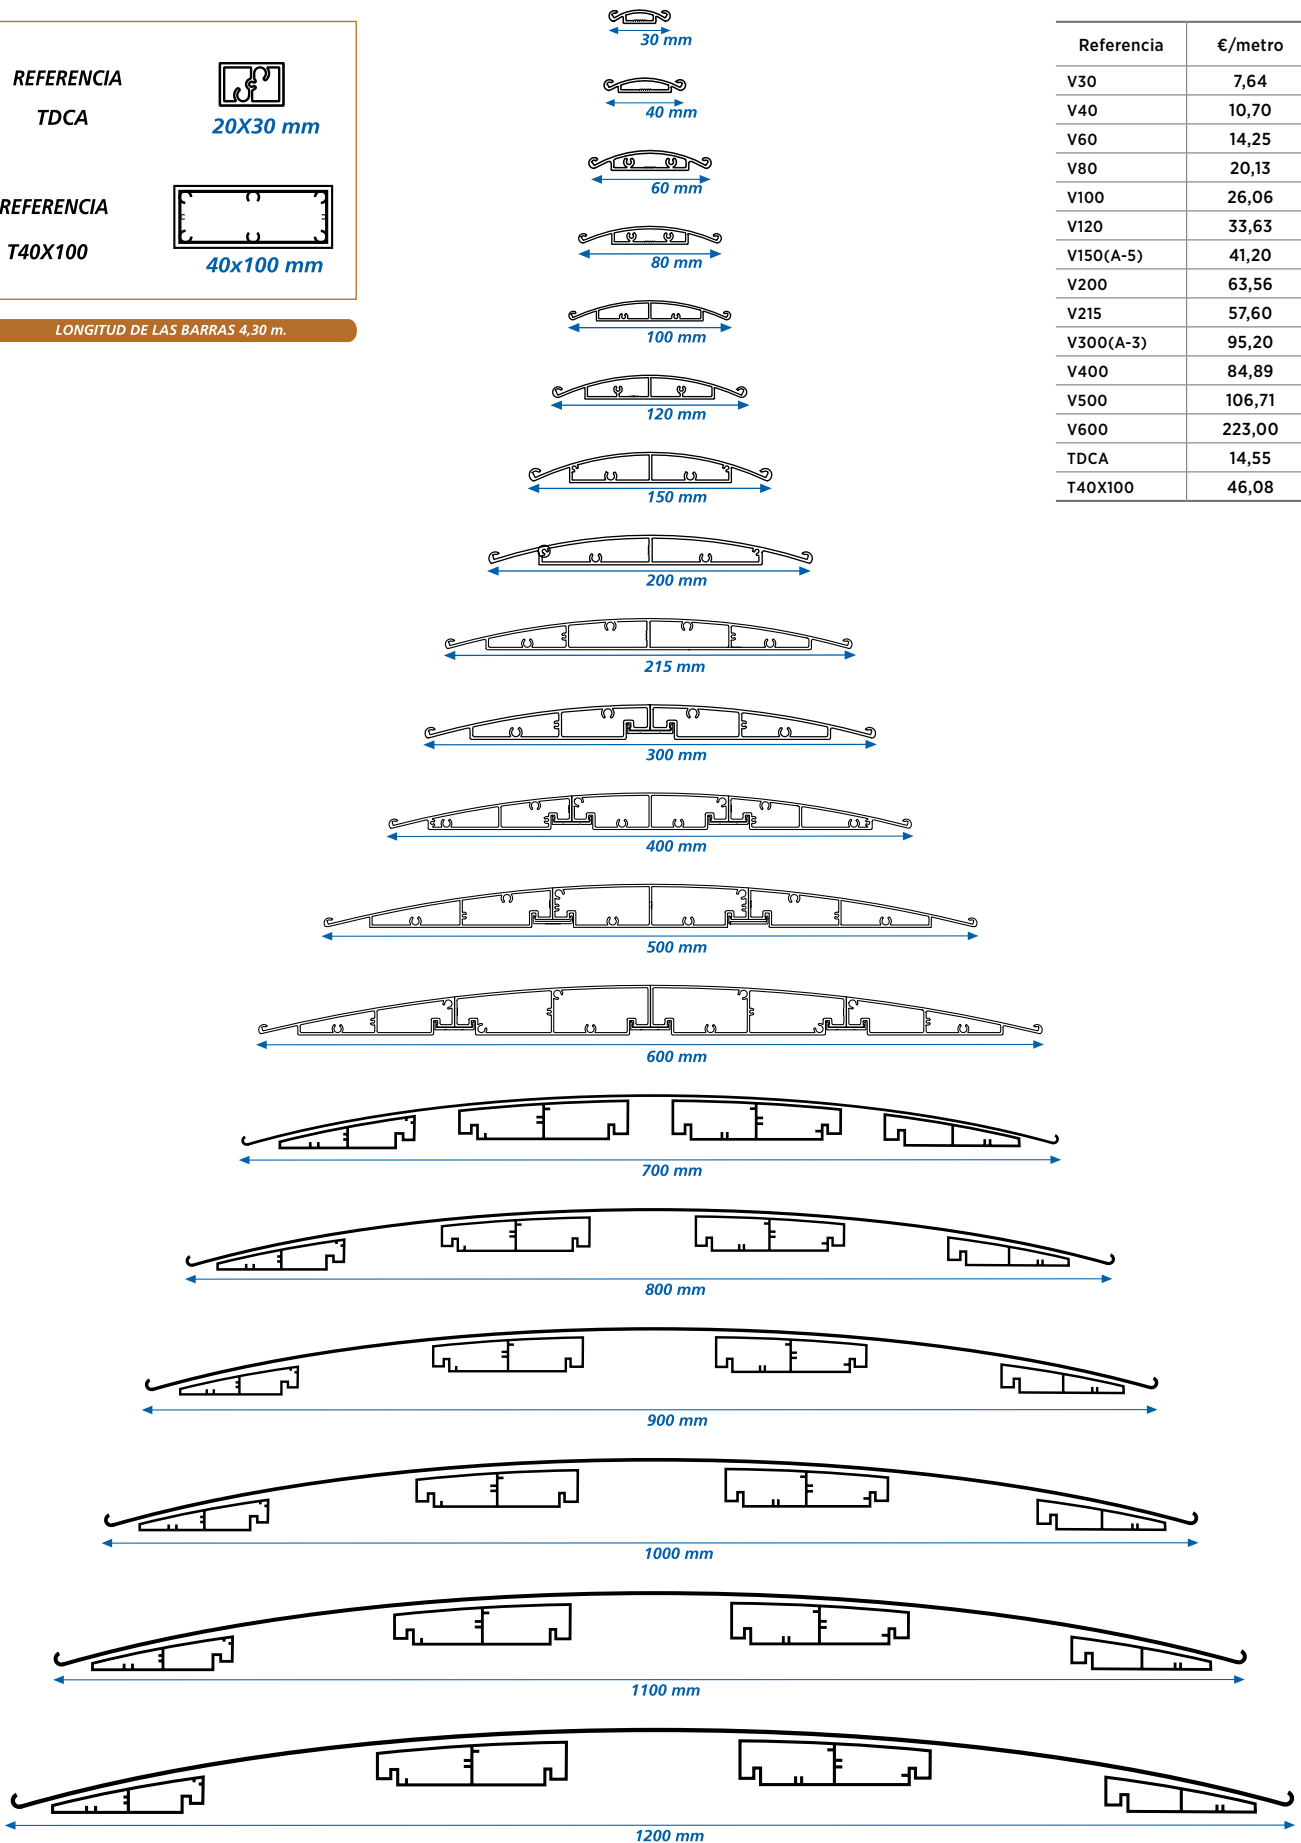 REFERENCIA
TDCA
20X30 mm
REFERENCIA
T40X100
40x100 mm
LONGITUD DE LAS BARRAS 4,30 m.
30 mm
40 mm
60 mm
80 mm
100 mm
120 mm
150 mm
200 mm
215 mm
300 mm
400 mm
500 mm
600 mm
700 mm
800 mm
900 mm
1000 mm
1100 mm
1200 mm
Referencia €/metro
V30 7,64
V40 10,70
V60 14,25
V80 20,13
V100 26,06
V120 33,63
V150(A-5) 41,20
V200 63,56
V215 57,60
V300(A-3) 95,20
V400 84,89
V500 106,71
V600 223,00
TDCA 14,55
T40X100 46,08